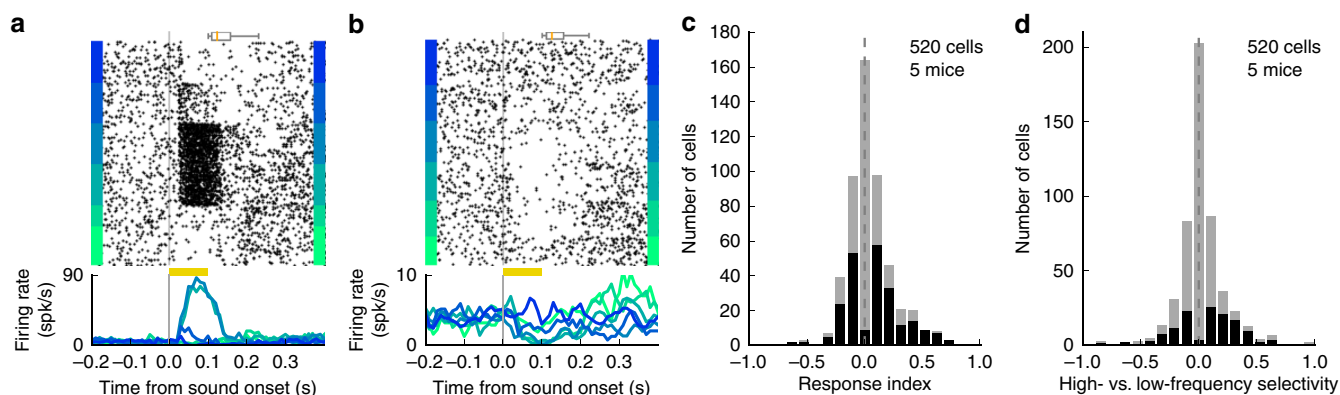 a
b
c
d
90
0
Firing rate
(spk/s)
−0.2 −0.1 0.0 0.1 0.2 0.3
Time from sound onset (s)
10
0
Firing rate
(spk/s)
−0.2 −0.1 0.0 0.1 0.2 0.3
Time from sound onset (s)
180
160
140
120
100
80
60
40
20
0
Number of cells
520 cells
5 mice
−1.0 −0.5 0.0 0.5 1.0
Response index
200
150
100
50
0
Number of cells
520 cells
5 mice
−1.0 −0.5 0.0 0.5 1.0
High- vs. low-frequency selectivity